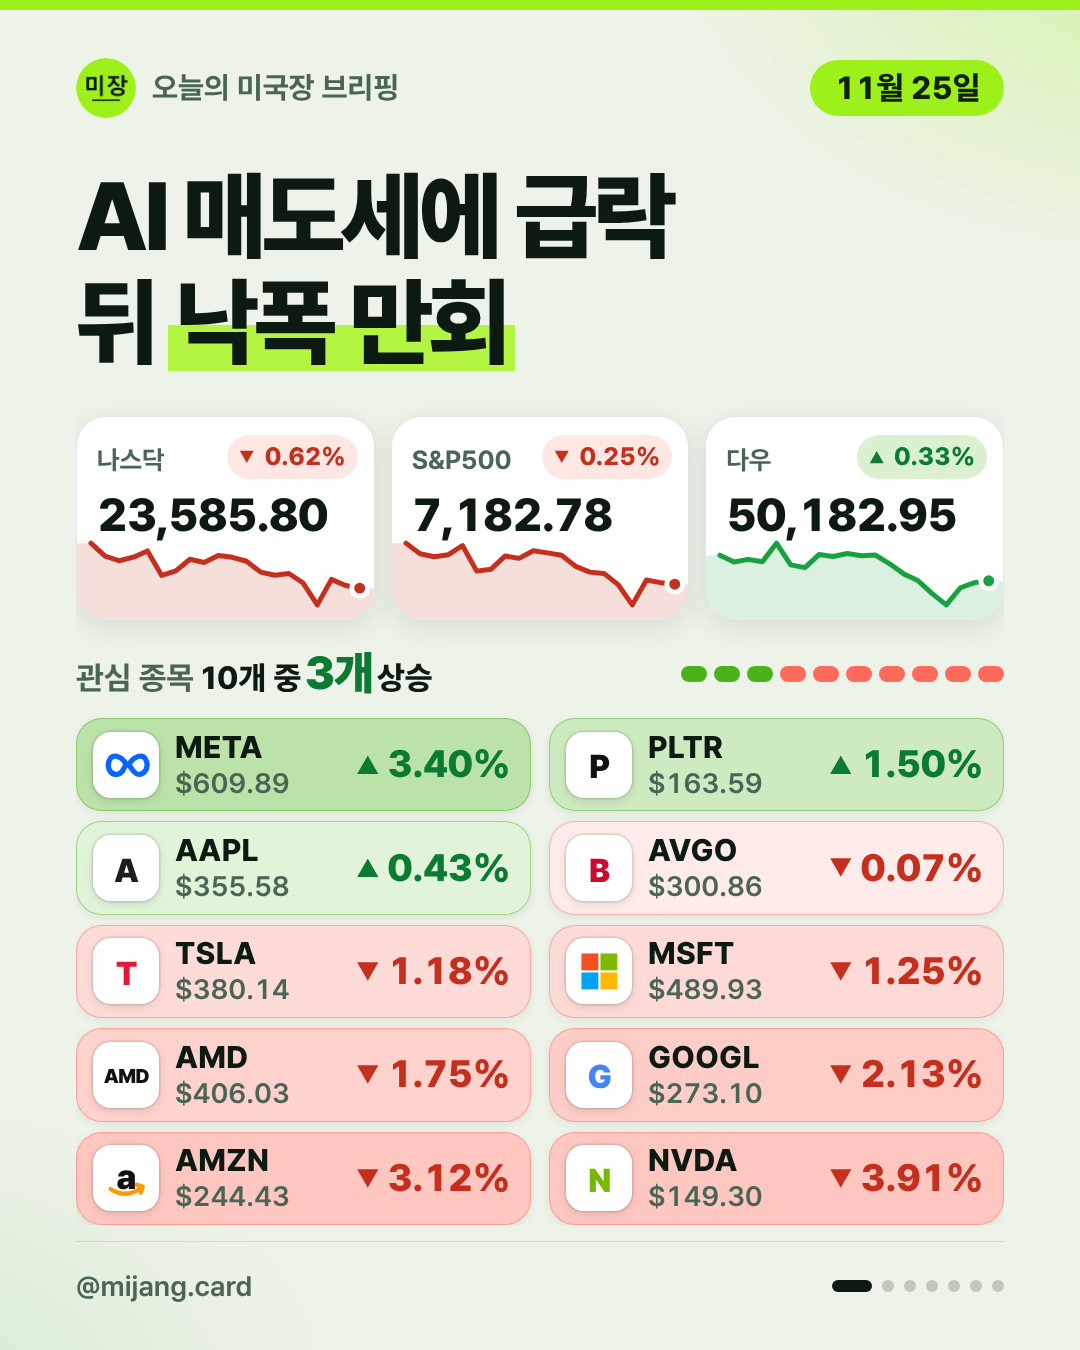 미장
오늘의 미국장 브리핑
11월 25일
AI 매도세에 급락
뒤 낙폭 만회
나스닥
▼ 0.62%
23,585.80
S&P500
▼ 0.25%
7,182.78
다우
▲ 0.33%
50,182.95
관심 종목 10개 중 3개 상승
META
$609.89
▲ 3.40%
P
PLTR
$163.59
▲ 1.50%
A
AAPL
$355.58
▲ 0.43%
B
AVGO
$300.86
▼ 0.07%
T
TSLA
$380.14
▼ 1.18%
MSFT
$489.93
▼ 1.25%
AMD
AMD
$406.03
▼ 1.75%
G
GOOGL
$273.10
▼ 2.13%
a
AMZN
$244.43
▼ 3.12%
N
NVDA
$149.30
▼ 3.91%
@mijang.card